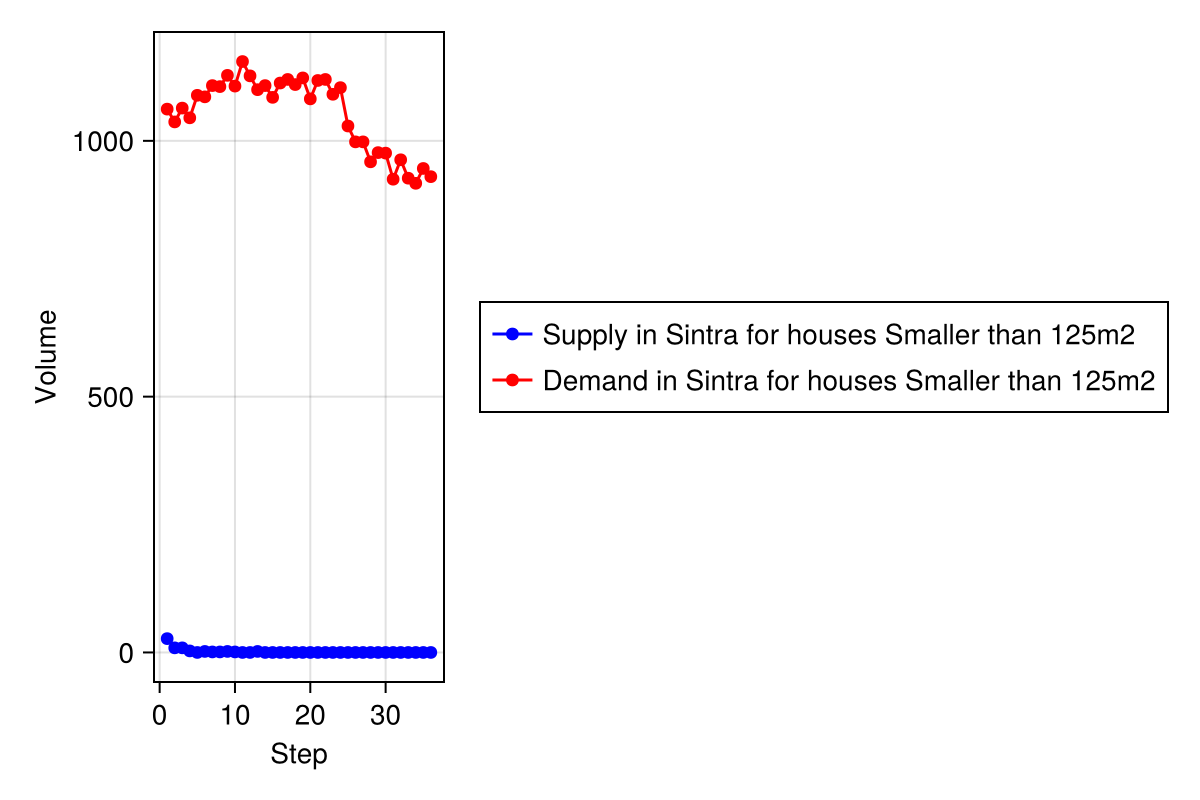 1000
500
0
Volume
0 10 20 30
Step
Supply in Sintra for houses Smaller than 125m2
Demand in Sintra for houses Smaller than 125m2